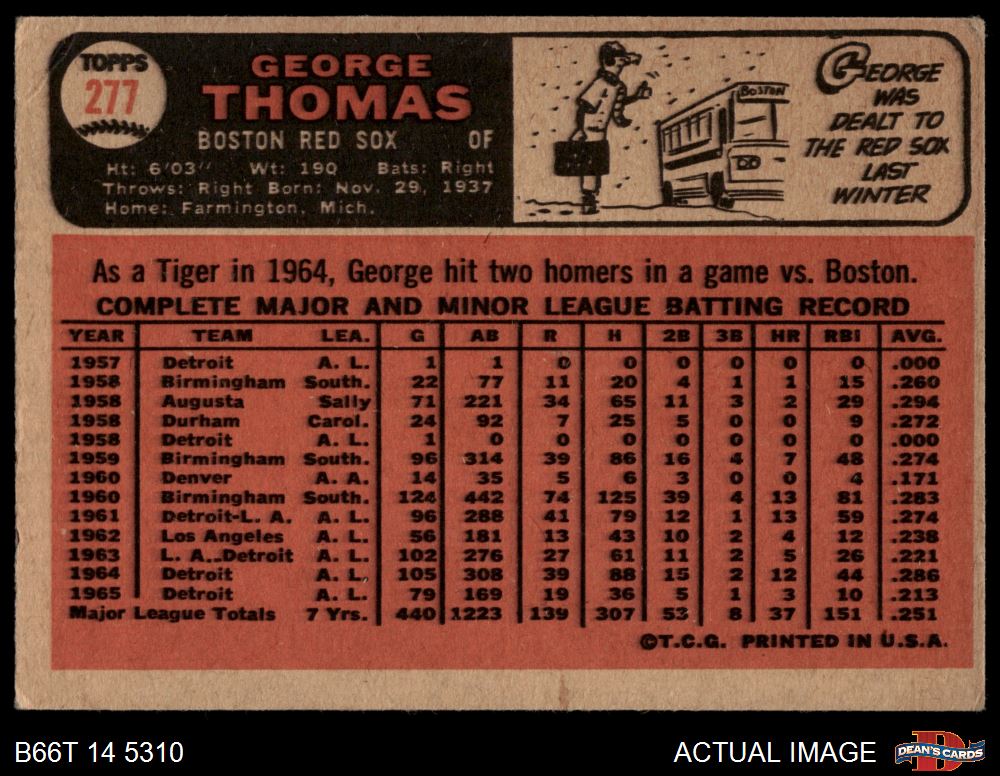 TOPPS
277
GEORGE
THOMAS
BOSTON RED SOX OF
Ht: 6'03" Wt: 190 Bats: Right
Throws: Right Born: Nov. 29, 1937
Home: Farmington, Mich.
BOSTON
GEORGE
WAS
DEALT TO
THE RED SOX
LAST
WINTER
As a Tiger in 1964, George hit two homers in a game vs. Boston.
COMPLETE MAJOR AND MINOR LEAGUE BATTING RECORD
YEAR TEAM LEA. G AB R H 2B 3B HR RBI AVG.
1957 Detroit A. L. 1 1 0 0 0 0 0 0 .000
1958 Birmingham South. 22 77 11 20 4 1 1 15 .260
1958 Augusta Sally 71 221 34 65 11 3 2 29 .294
1958 Durham Carol. 24 92 7 25 5 0 0 9 .272
1958 Detroit A. L. 1 0 0 0 0 0 0 0 .000
1959 Birmingham South. 96 314 39 86 16 4 7 48 .274
1960 Denver A. A. 14 35 5 6 3 0 0 4 .171
1960 Birmingham South. 124 442 74 125 39 4 13 81 .283
1961 Detroit-L. A. A. L. 96 288 41 79 12 1 13 59 .274
1962 Los Angeles A. L. 56 181 13 43 10 2 4 12 .238
1963 L. A.-Detroit A. L. 102 276 27 61 11 2 5 26 .221
1964 Detroit A. L. 105 308 39 88 15 2 12 44 .286
1965 Detroit A. L. 79 169 19 36 5 1 3 10 .213
Major League Totals 7 Yrs. 440 1223 139 307 53 8 37 151 .251
©T.C.G. PRINTED IN U.S.A.
B66T 14 5310
ACTUAL IMAGE
DEAN'S CARDS